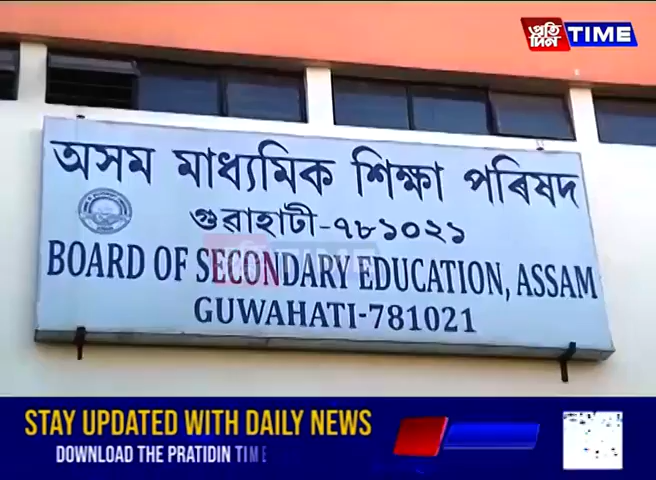 প্ৰতিদিন TIME
অসম মাধ্যমিক শিক্ষা পৰিষদ
গুৱাহাটী-৭৮১০২১
BOARD OF SECONDARY EDUCATION, ASSAM
GUWAHATI-781021
STAY UPDATED WITH DAILY NEWS
DOWNLOAD THE PRATIDIN TIME